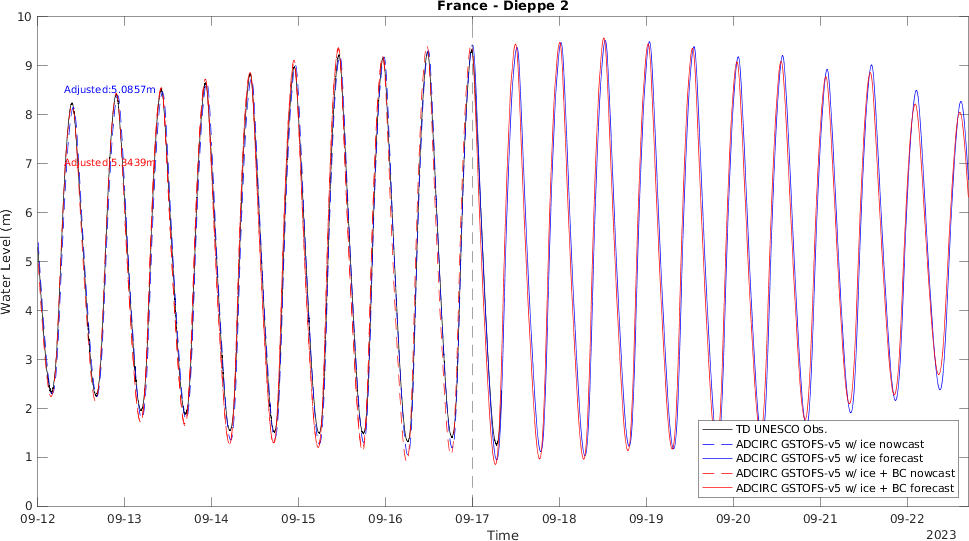 France - Dieppe 2
10
9
8
7
6
5
4
3
2
1
0
Water Level (m)
Adjusted:5.0857m
Adjusted:5.3439m
TD UNESCO Obs.
ADCIRC GSTOFS-v5 w/ ice nowcast
ADCIRC GSTOFS-v5 w/ ice forecast
ADCIRC GSTOFS-v5 w/ ice + BC nowcast
ADCIRC GSTOFS-v5 w/ ice + BC forecast
09-12 09-13 09-14 09-15 09-16 09-17 09-18 09-19 09-20 09-21 09-22
Time
2023